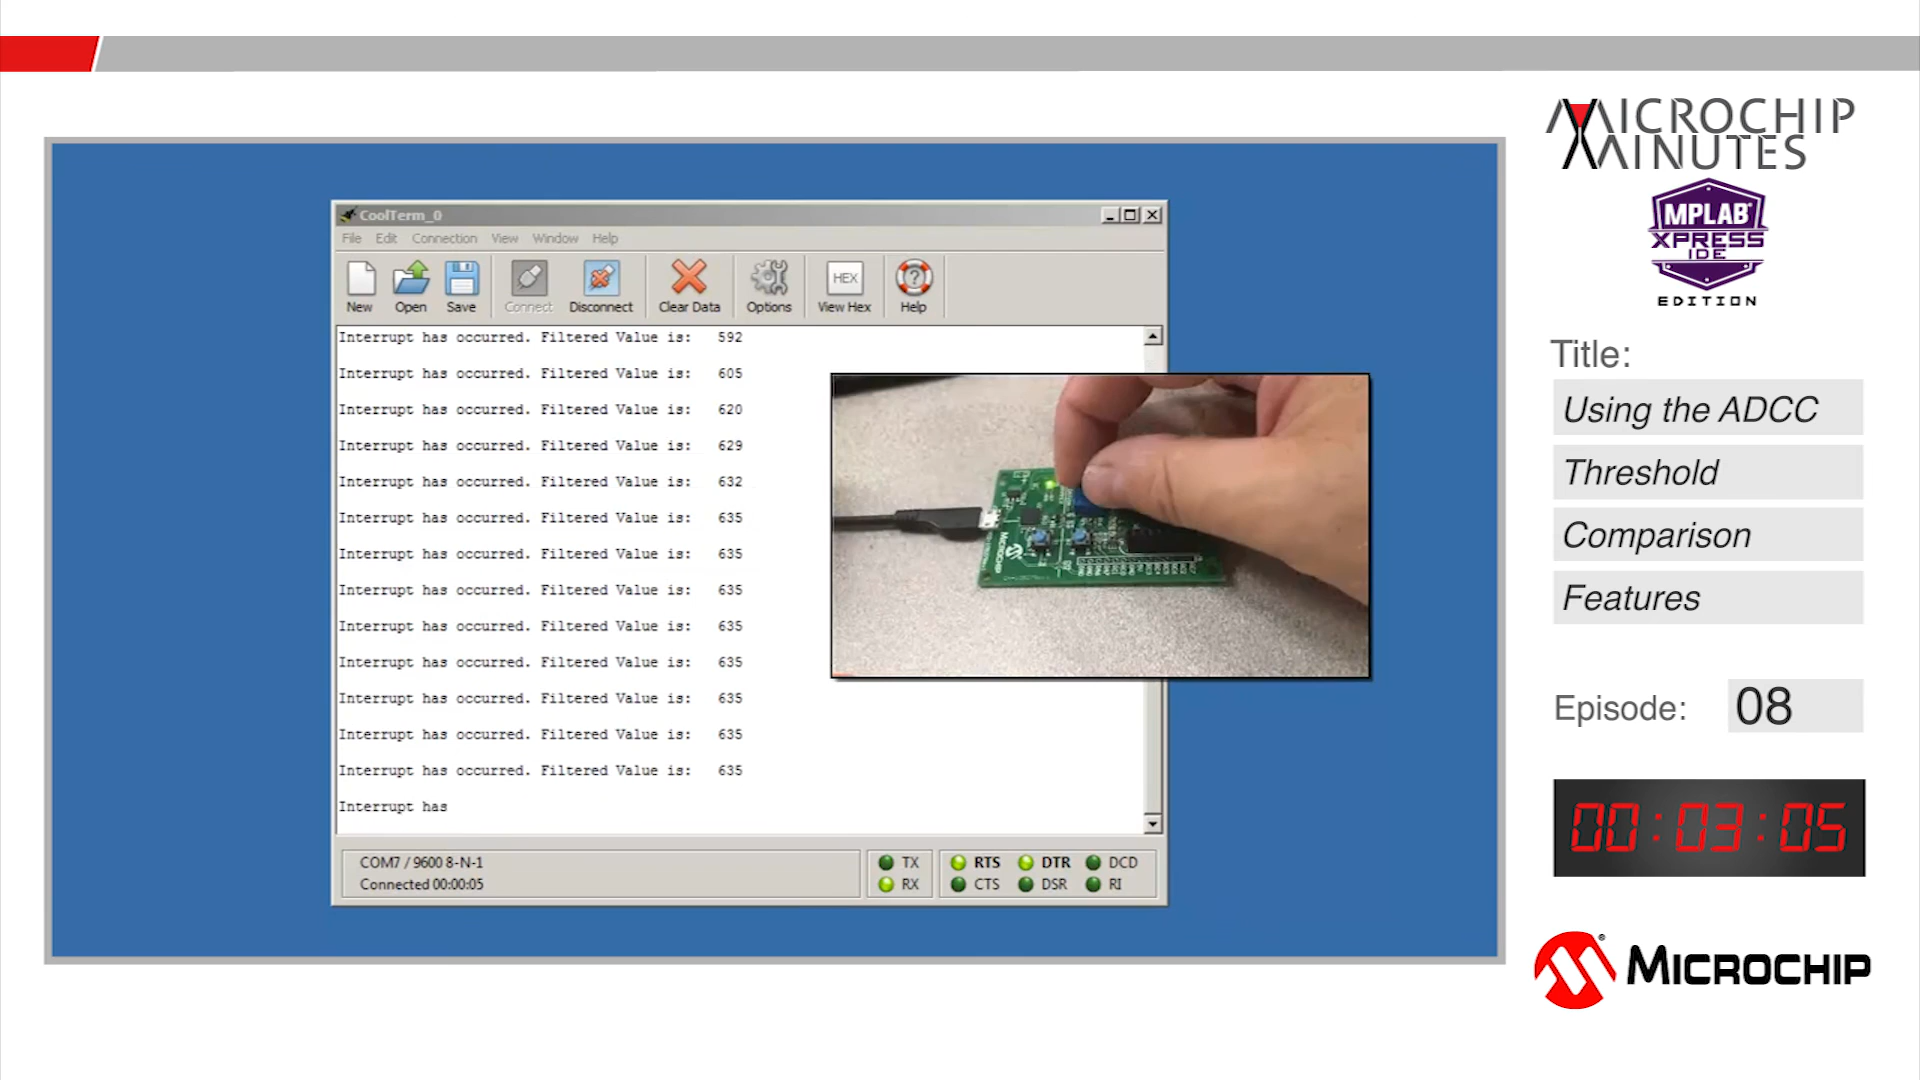 MICROCHIP
MINUTES
MPLAB®
XPRESS
IDE
EDITION
Title:
Using the ADCC
Threshold
Comparison
Features
Episode: 08
00:03:05
MICROCHIP
CoolTerm_0
File Edit Connection View Window Help
HEX
New Open Save Connect Disconnect Clear Data Options View Hex Help
Interrupt has occurred. Filtered Value is: 592
Interrupt has occurred. Filtered Value is: 605
Interrupt has occurred. Filtered Value is: 620
Interrupt has occurred. Filtered Value is: 629
Interrupt has occurred. Filtered Value is: 632
Interrupt has occurred. Filtered Value is: 635
Interrupt has occurred. Filtered Value is: 635
Interrupt has occurred. Filtered Value is: 635
Interrupt has occurred. Filtered Value is: 635
Interrupt has occurred. Filtered Value is: 635
Interrupt has occurred. Filtered Value is: 635
Interrupt has occurred. Filtered Value is: 635
Interrupt has occurred. Filtered Value is: 635
Interrupt has
MICROCHIP
COM7 / 9600 8-N-1
Connected 00:00:05
TX RTS DTR DCD
RX CTS DSR RI